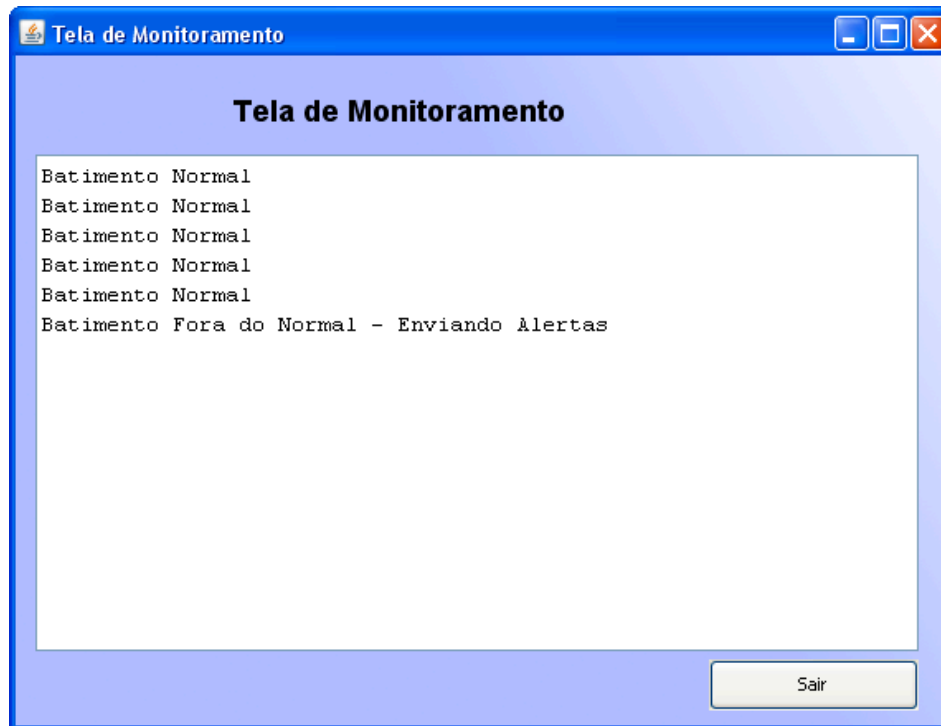 Tela de Monitoramento
Tela de Monitoramento
Batimento Normal
Batimento Normal
Batimento Normal
Batimento Normal
Batimento Normal
Batimento Fora do Normal - Enviando Alertas
Sair